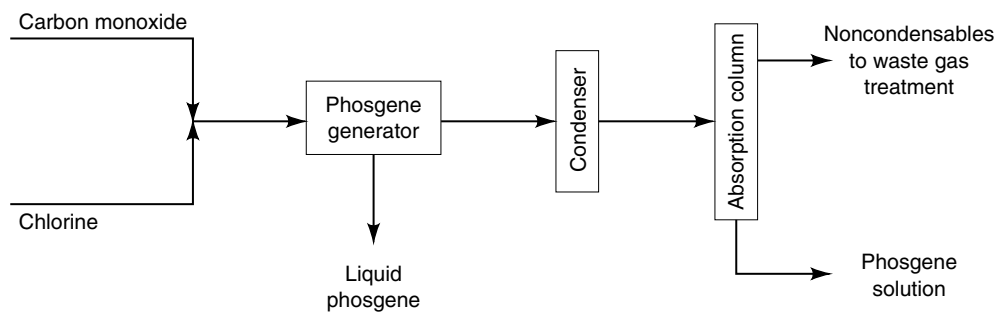 Carbon monoxide
Chlorine
Phosgene
generator
Liquid
phosgene
Condenser
Absorption column
Noncondensables
to waste gas
treatment
Phosgene
solution